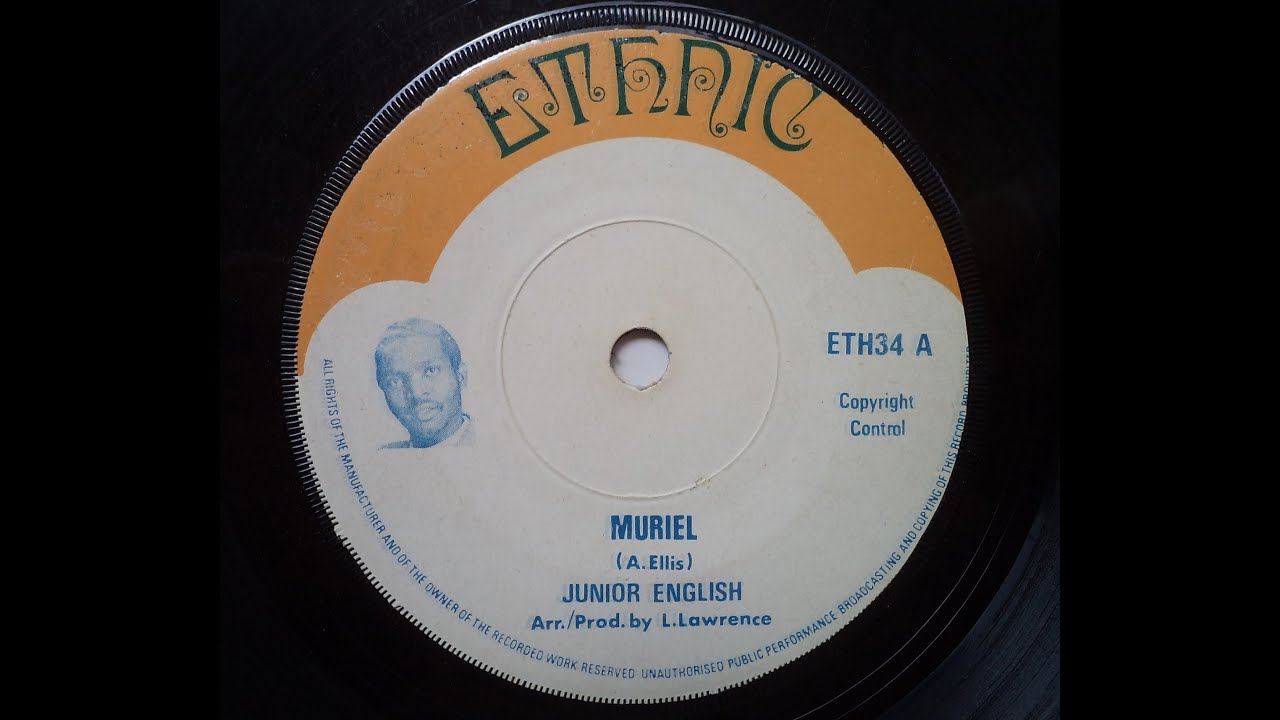 ETHNIC
ETH34 A
Copyright
Control
MURIEL
(A. Ellis)
JUNIOR ENGLISH
Arr./Prod. by L. Lawrence
ALL RIGHTS OF THE MANUFACTURER AND OF THE OWNER OF THE RECORDED WORK RESERVED. UNAUTHORISED PUBLIC PERFORMANCE BROADCASTING AND COPYING OF THIS RECORD PROHIBITED